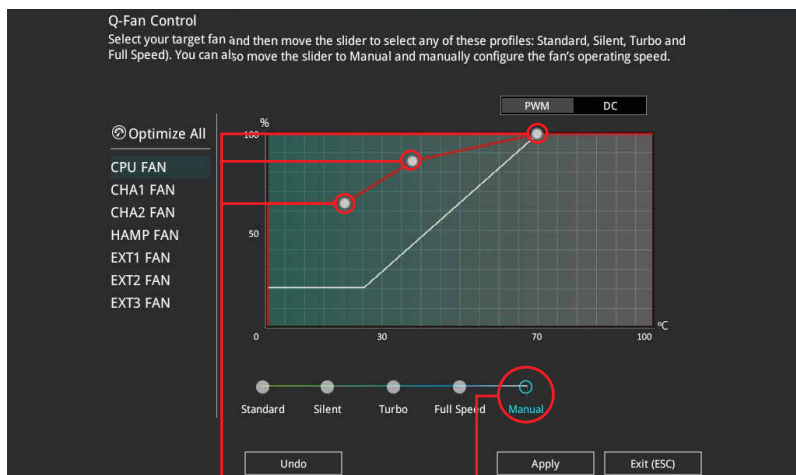 Q-Fan Control
Select your target fan and then move the slider to select any of these profiles: Standard, Silent, Turbo and
Full Speed). You can also move the slider to Manual and manually configure the fan's operating speed.
PWM DC
%
Optimize All
100
CPU FAN
CHA1 FAN
CHA2 FAN
HAMP FAN
50
EXT1 FAN
EXT2 FAN
EXT3 FAN
°C
0 30 70 100
Standard Silent Turbo Full Speed Manual
Undo Apply Exit (ESC)